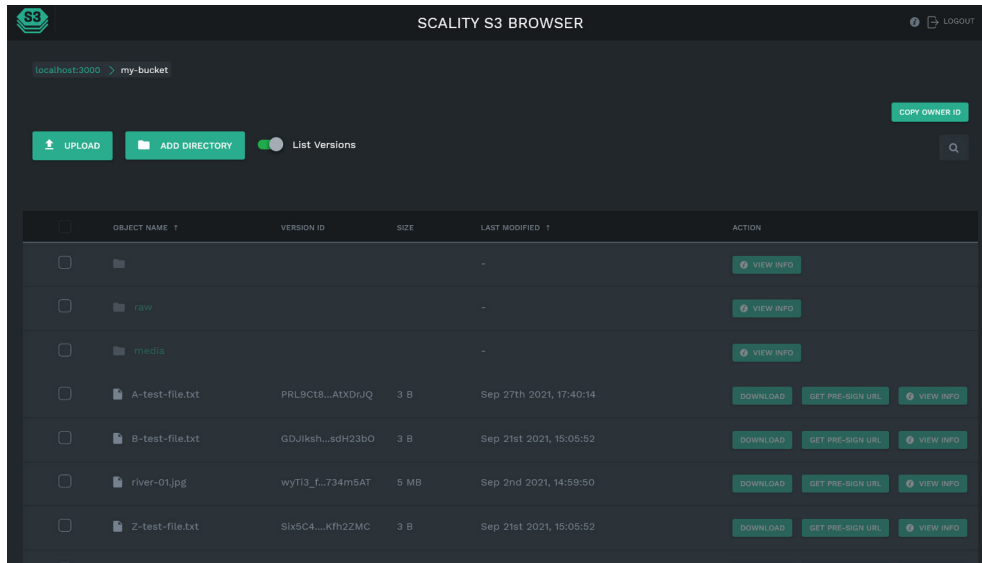 S3
SCALITY S3 BROWSER
LOGOUT
localhost:3000 > my-bucket
COPY OWNER ID
UPLOAD
ADD DIRECTORY
List Versions
OBJECT NAME ↑ VERSION ID SIZE LAST MODIFIED ↑ ACTION
- VIEW INFO
raw - VIEW INFO
media - VIEW INFO
A-test-file.txt PRL9Ct8...AtXDrJQ 3 B Sep 27th 2021, 17:40:14 DOWNLOAD GET PRE-SIGN URL VIEW INFO
B-test-file.txt GDJIksh...sdH23bO 3 B Sep 21st 2021, 15:05:52 DOWNLOAD GET PRE-SIGN URL VIEW INFO
river-01.jpg wyTi3_f...734m5AT 5 MB Sep 2nd 2021, 14:59:50 DOWNLOAD GET PRE-SIGN URL VIEW INFO
Z-test-file.txt Six5C4....Kfh2ZMC 3 B Sep 21st 2021, 15:05:52 DOWNLOAD GET PRE-SIGN URL VIEW INFO